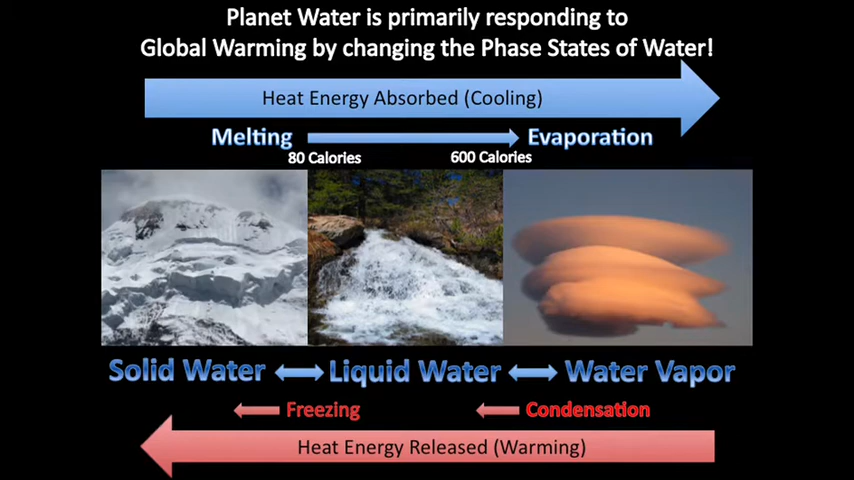 Planet Water is primarily responding to
Global Warming by changing the Phase States of Water!
Heat Energy Absorbed (Cooling)
Melting Evaporation
80 Calories 600 Calories
Solid Water Liquid Water Water Vapor
Freezing Condensation
Heat Energy Released (Warming)